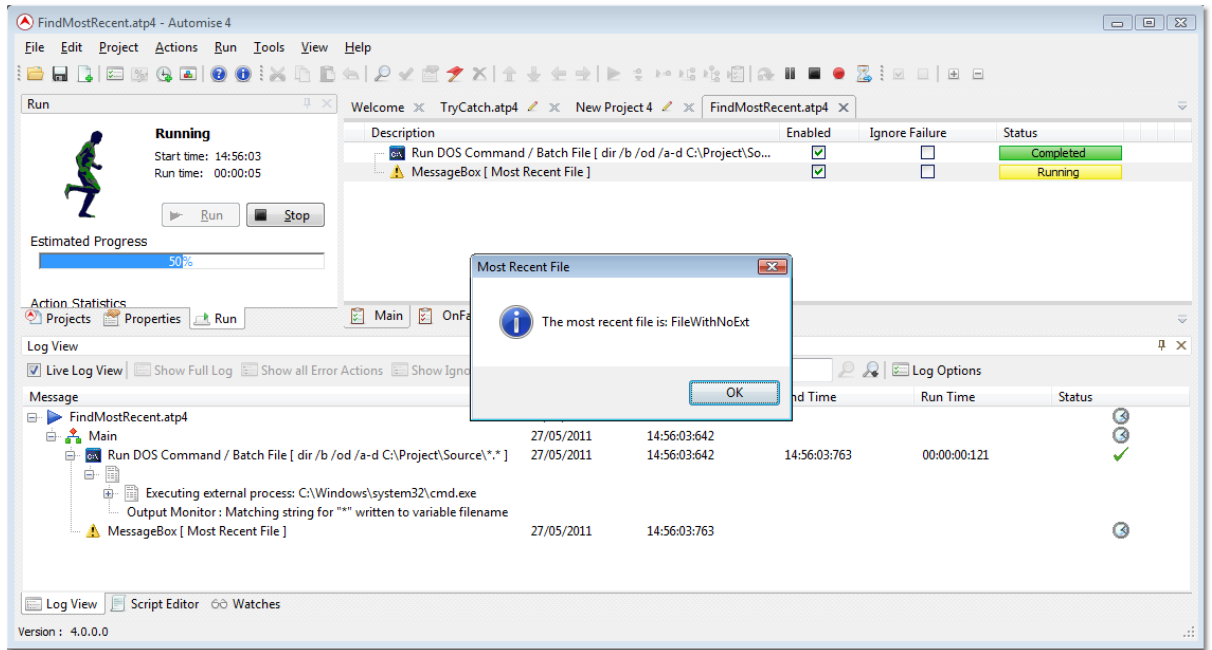 FindMostRecent.atp4 - Automise 4
File Edit Project Actions Run Tools View Help
Run
Running
Start time: 14:56:03
Run time: 00:00:05
Run Stop
Estimated Progress
50%
Action Statistics
Projects Properties Run
Welcome TryCatch.atp4 New Project 4 FindMostRecent.atp4
Description Enabled Ignore Failure Status
Run DOS Command / Batch File [ dir /b /od /a-d C:\Project\So... Completed
MessageBox [ Most Recent File ] Running
Main OnFa
Most Recent File
The most recent file is: FileWithNoExt
OK
Log View
Live Log View Show Full Log Show all Error Actions Show Igno Log Options
Message nd Time Run Time Status
FindMostRecent.atp4
Main 27/05/2011 14:56:03:642
Run DOS Command / Batch File [ dir /b /od /a-d C:\Project\Source\*.* ] 27/05/2011 14:56:03:642 14:56:03:763 00:00:00:121
Executing external process: C:\Windows\system32\cmd.exe
Output Monitor : Matching string for "*" written to variable filename
MessageBox [ Most Recent File ] 27/05/2011 14:56:03:763
Log View Script Editor Watches
Version : 4.0.0.0